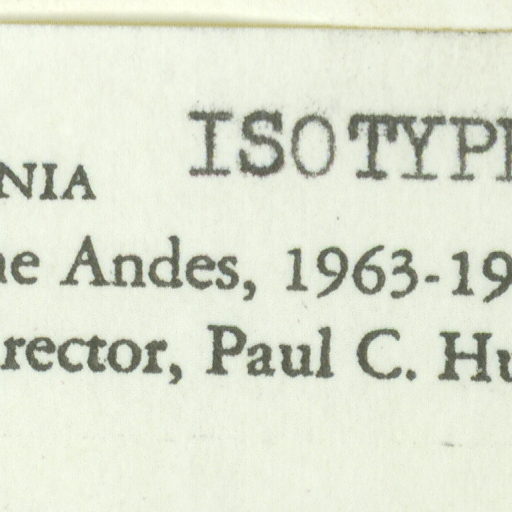 ISOTYP
NIA
he Andes, 1963-19
rector, Paul C. Hu